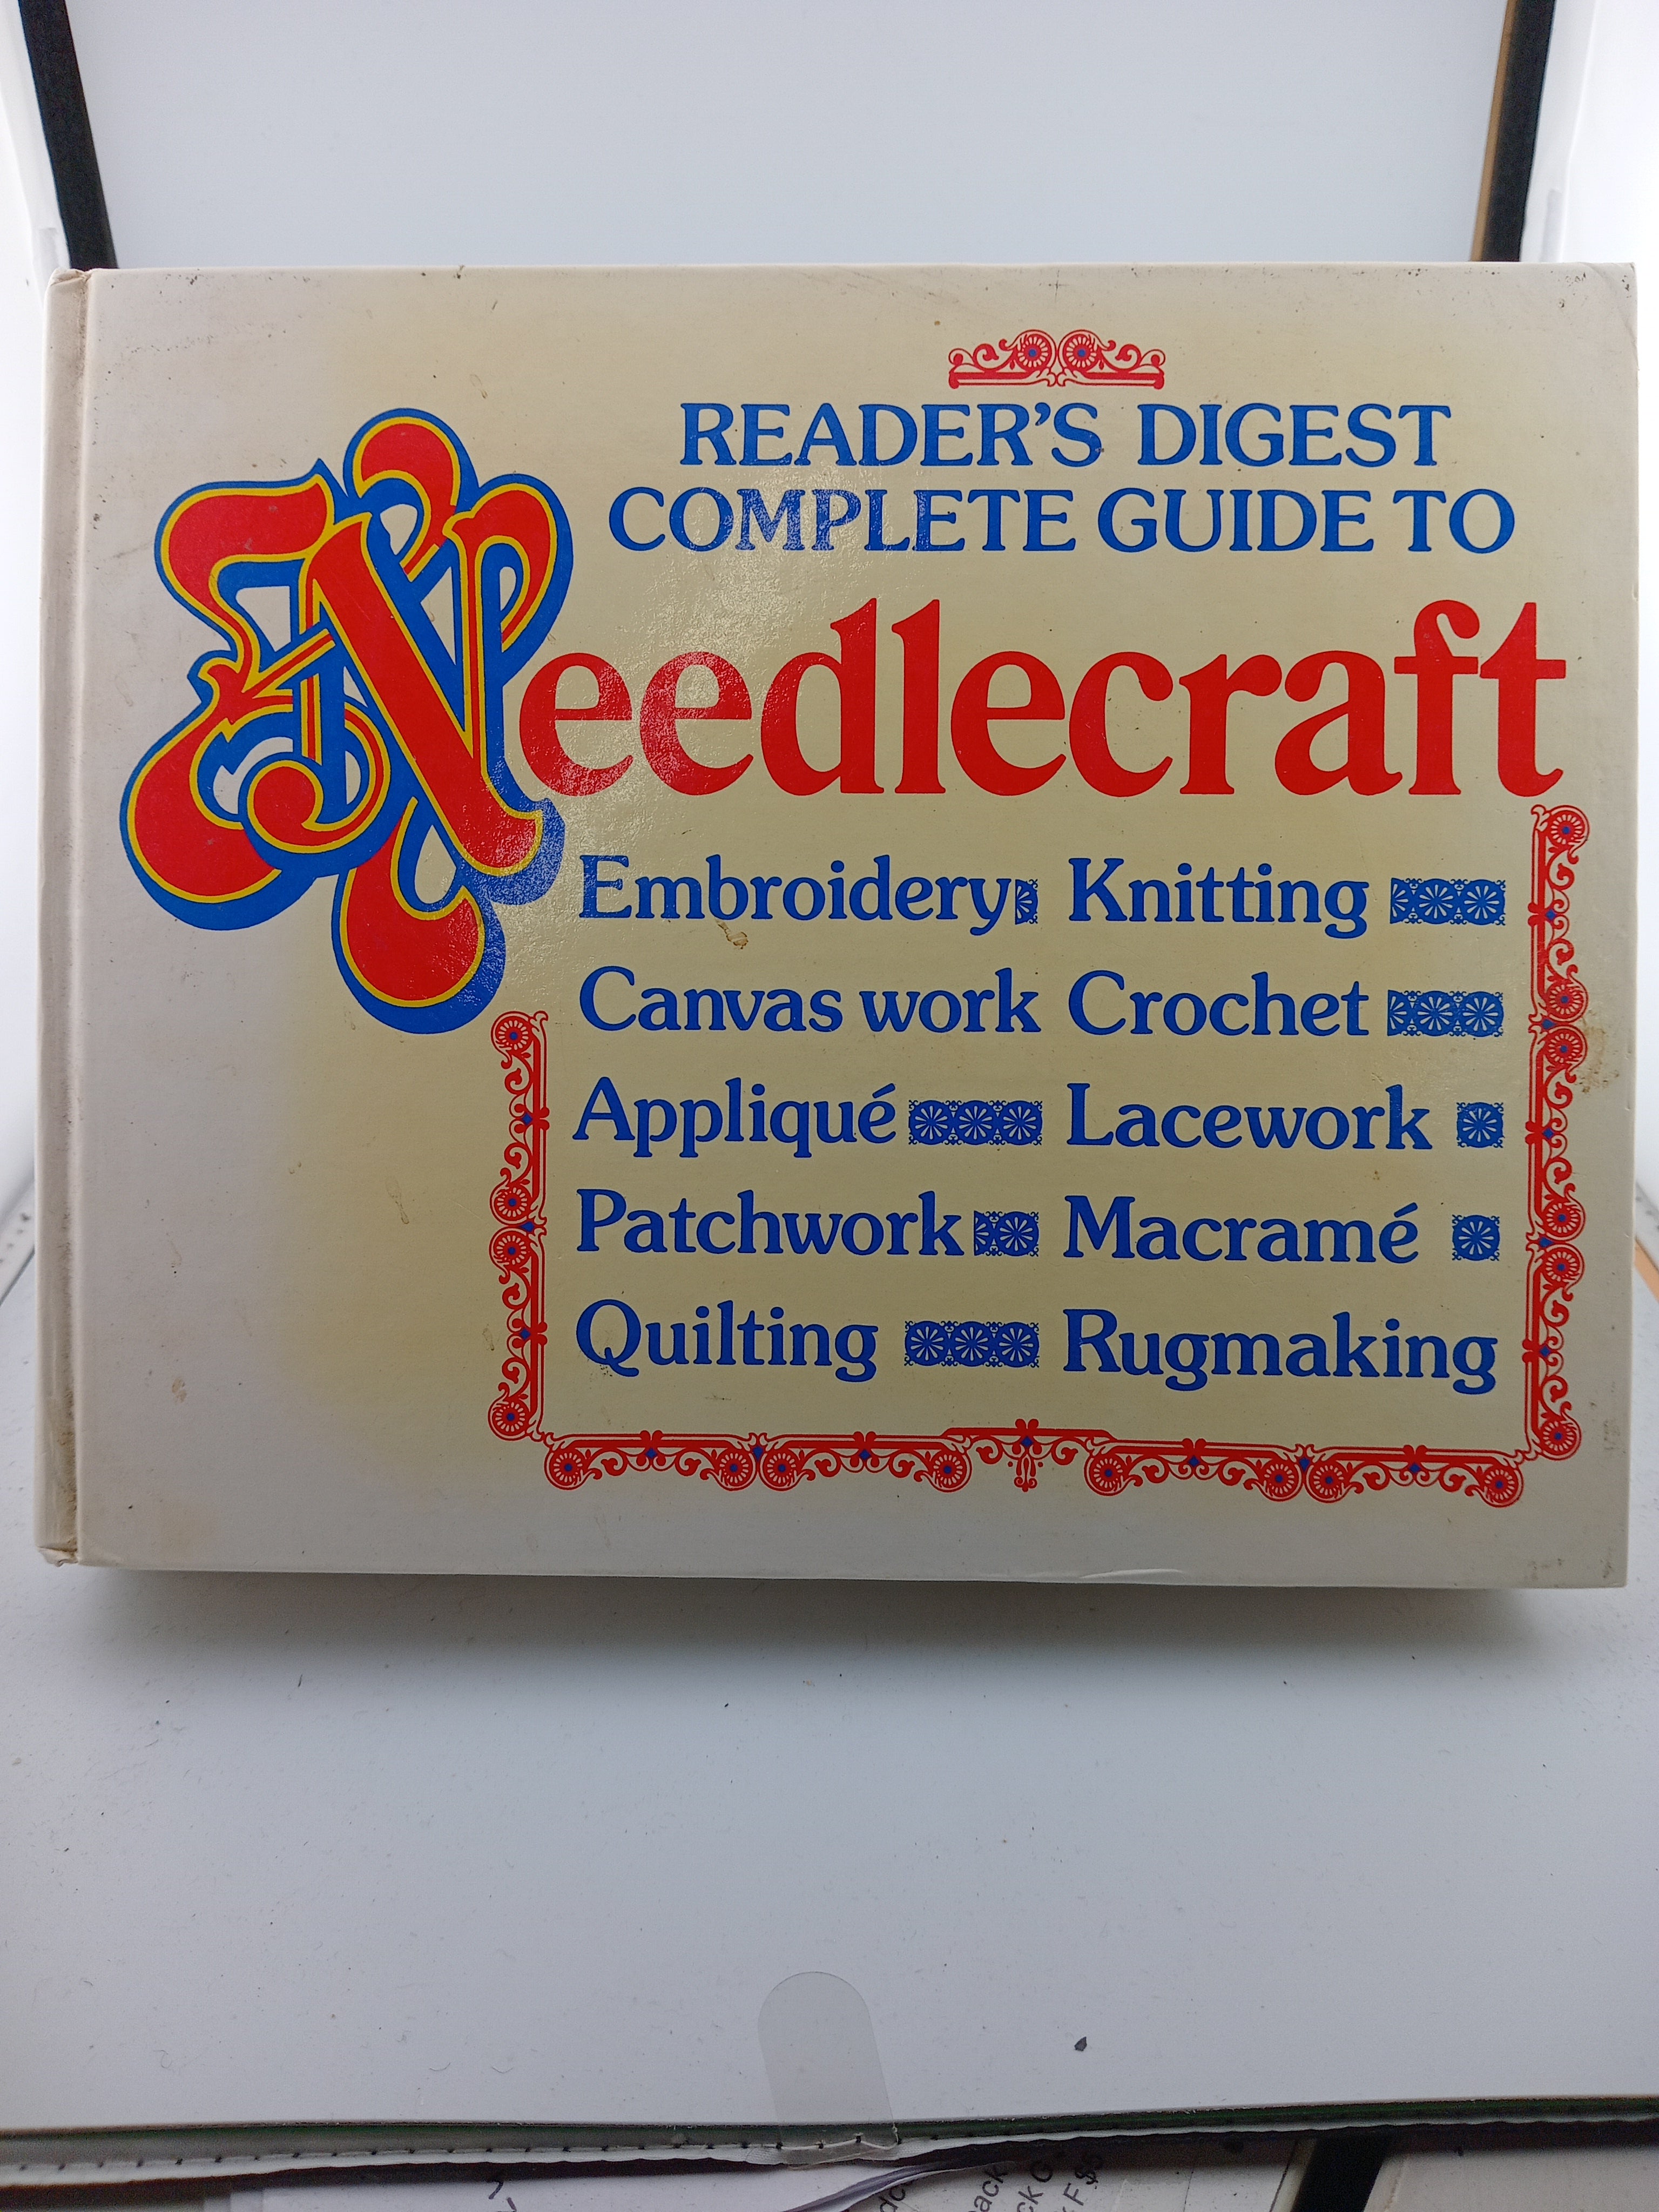 READER'S DIGEST
COMPLETE GUIDE TO
Needlecraft
Embroidery Knitting
Canvas work Crochet
Appliqué Lacework
Patchwork Macramé
Quilting Rugmaking